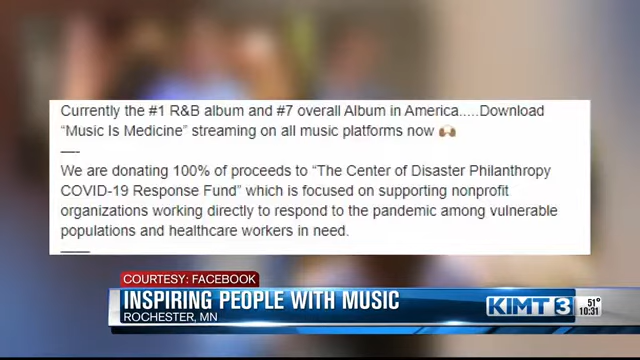 Currently the #1 R&B album and #7 overall Album in America.....Download
“Music Is Medicine” streaming on all music platforms now 🙌🏽
—-
We are donating 100% of proceeds to “The Center of Disaster Philanthropy
COVID-19 Response Fund” which is focused on supporting nonprofit
organizations working directly to respond to the pandemic among vulnerable
populations and healthcare workers in need.
——
COURTESY: FACEBOOK
INSPIRING PEOPLE WITH MUSIC
ROCHESTER, MN
KIMT 3
51°
10:31